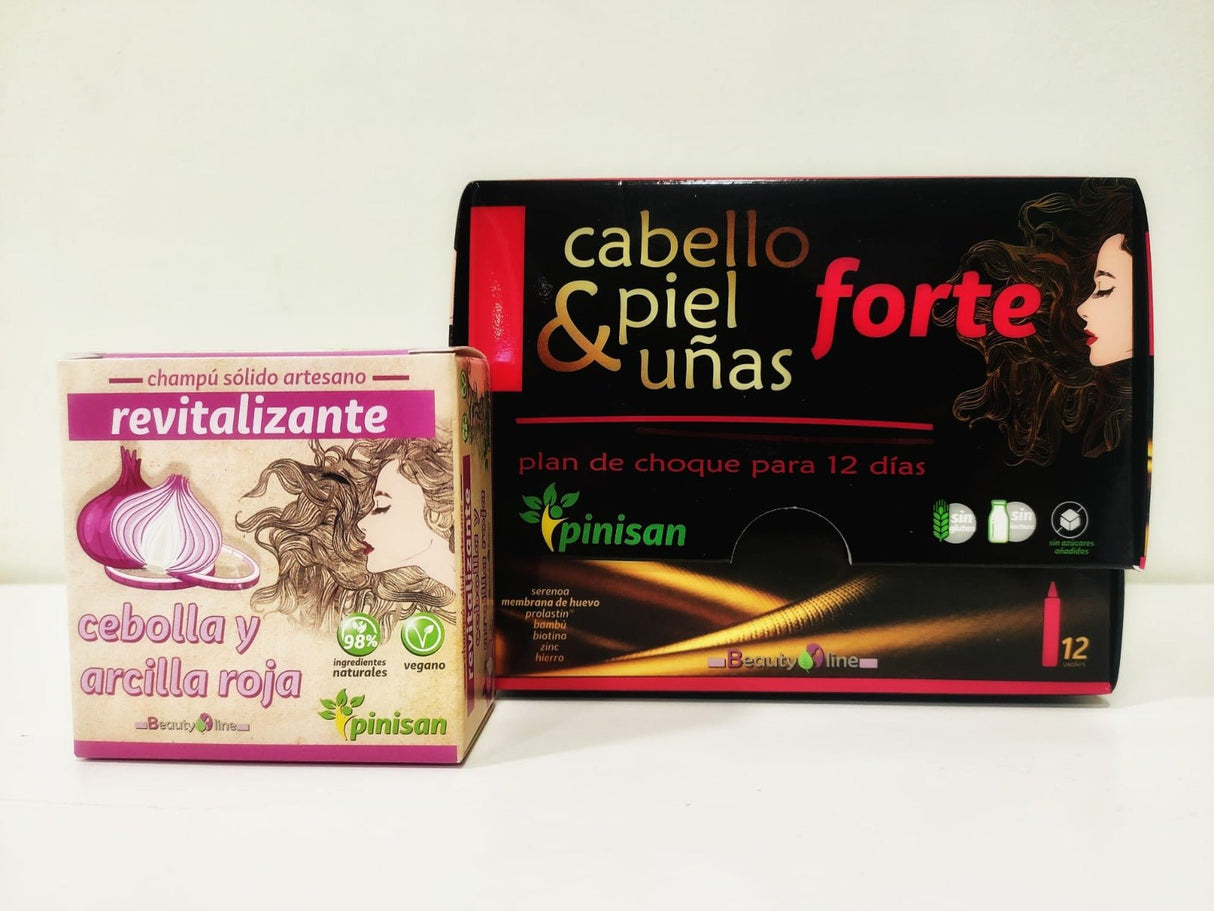 champú sólido artesano
revitalizante
cebolla y
arcilla roja
98%
ingredientes
naturales
vegano
Beauty line
pinisan
revitalizante
cabello
& piel
uñas
forte
plan de choque para 12 días
pinisan
sin
gluten
sin
lactosa
sin azúcares
añadidos
serenoa
membrana de huevo
prolastin
bambú
biotina
zinc
hierro
Beauty line
12
viales